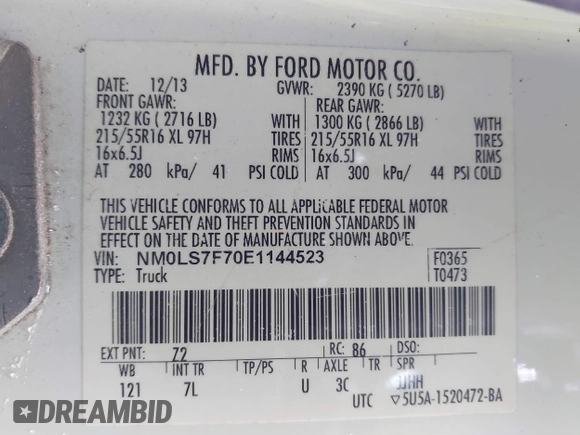 MFD. BY FORD MOTOR CO.
DATE: 12/13 GVWR: 2390 KG ( 5270 LB)
FRONT GAWR: REAR GAWR:
1232 KG ( 2716 LB) WITH 1300 KG ( 2866 LB) WITH
215/55R16 XL 97H TIRES 215/55R16 XL 97H TIRES
16x6.5J RIMS 16x6.5J RIMS
AT 280 kPa/ 41 PSI COLD AT 300 kPa/ 44 PSI COLD
THIS VEHICLE CONFORMS TO ALL APPLICABLE FEDERAL MOTOR
VEHICLE SAFETY AND THEFT PREVENTION STANDARDS IN
EFFECT ON THE DATE OF MANUFACTURE SHOWN ABOVE.
VIN: NM0LS7F70E1144523 F0365
TYPE: Truck T0473
EXT PNT: Z2 RC: 86 DSO:
WB INT TR TP/PS R AXLE TR SPR
121 7L U 3C JJHH
UTC ▽5U5A-1520472-BA
DREAMBID